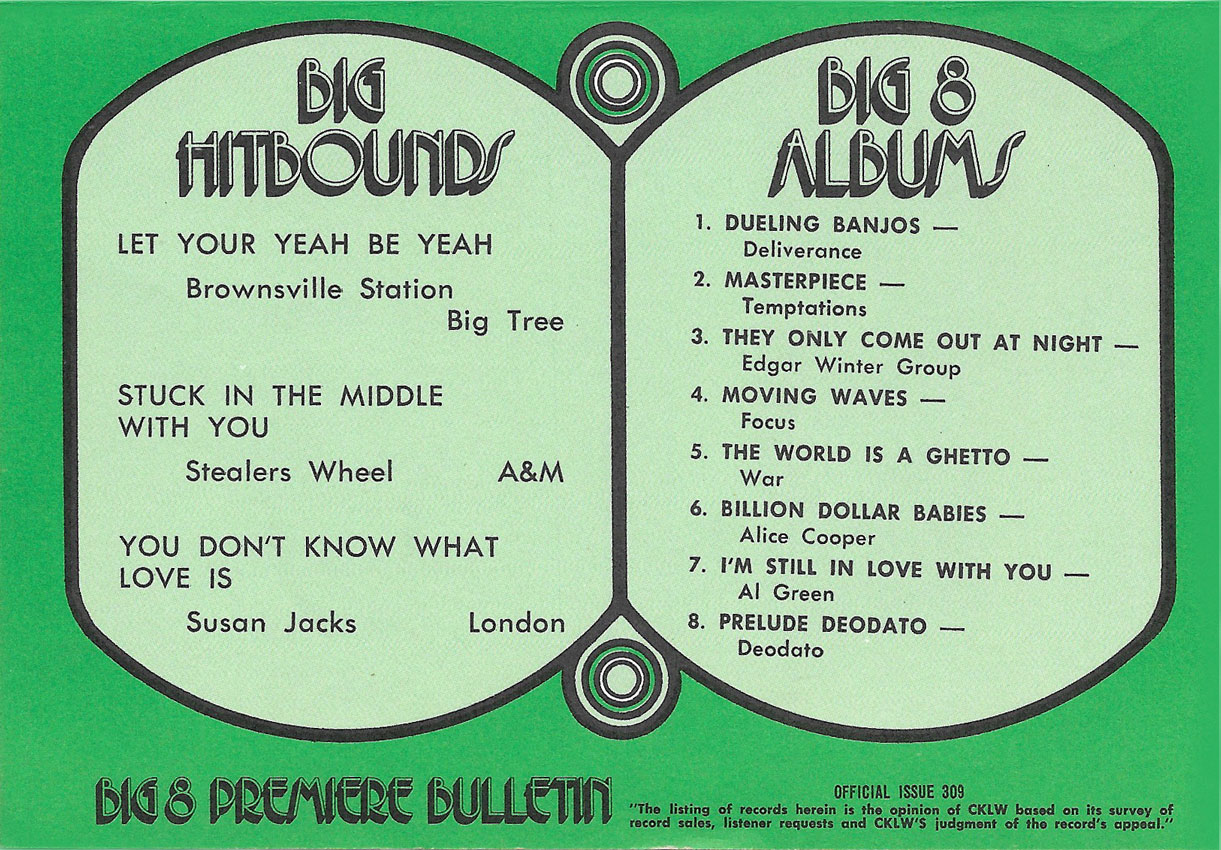 BIG
HITBOUNDS
LET YOUR YEAH BE YEAH
Brownsville Station
Big Tree
STUCK IN THE MIDDLE
WITH YOU
Stealers Wheel A&M
YOU DON'T KNOW WHAT
LOVE IS
Susan Jacks London
BIG 8
ALBUMS
1. DUELING BANJOS —
Deliverance
2. MASTERPIECE —
Temptations
3. THEY ONLY COME OUT AT NIGHT —
Edgar Winter Group
4. MOVING WAVES —
Focus
5. THE WORLD IS A GHETTO —
War
6. BILLION DOLLAR BABIES —
Alice Cooper
7. I'M STILL IN LOVE WITH YOU —
Al Green
8. PRELUDE DEODATO —
Deodato
BIG 8 PREMIERE BULLETIN
OFFICIAL ISSUE 309
"The listing of records herein is the opinion of CKLW based on its survey of
record sales, listener requests and CKLW'S judgment of the record's appeal."